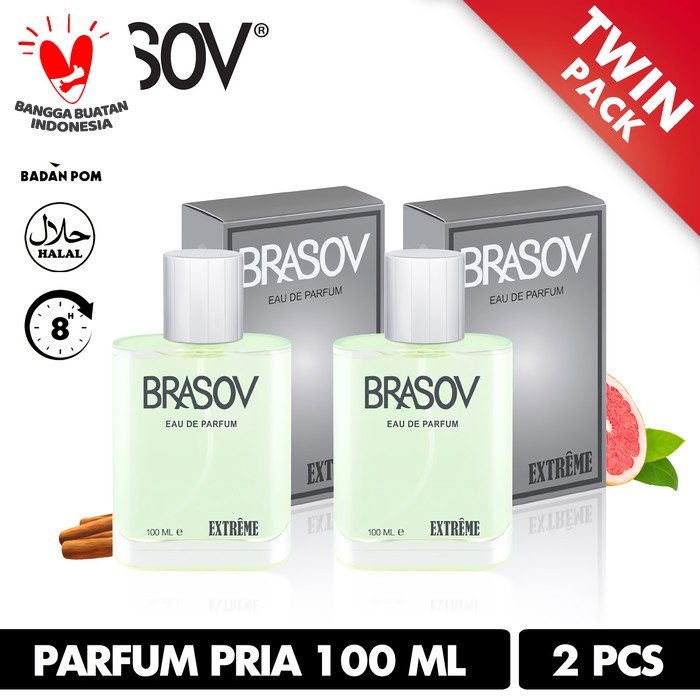 SOV®
BANGGA BUATAN
INDONESIA
TWIN
PACK
BADAN POM
حلال
HALAL
8H
BRASOV
EAU DE PARFUM
EXTRÊME
BRASOV
EAU DE PARFUM
EXTRÊME
BRASOV
EAU DE PARFUM
100 ML e
EXTRÊME
BRASOV
EAU DE PARFUM
100 ML e
EXTRÊME
PARFUM PRIA 100 ML
2 PCS